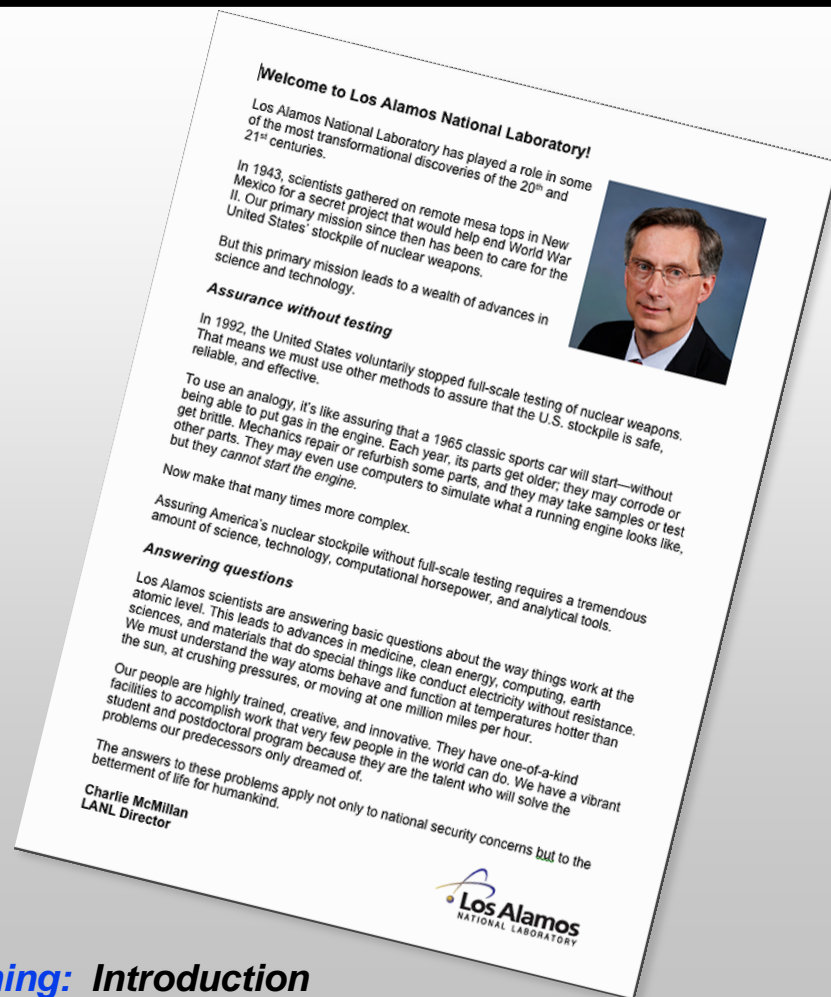 Welcome to Los Alamos National Laboratory!
Los Alamos National Laboratory has played a role in some
of the most transformational discoveries of the 20th and
21st centuries.
In 1943, scientists gathered on remote mesa tops in New
Mexico for a secret project that would help end World War
II. Our primary mission since then has been to care for the
United States' stockpile of nuclear weapons.
But this primary mission leads to a wealth of advances in
science and technology.
Assurance without testing
In 1992, the United States voluntarily stopped full-scale testing of nuclear weapons.
That means we must use other methods to assure that the U.S. stockpile is safe,
reliable, and effective.
To use an analogy, it's like assuring that a 1965 classic sports car will start—without
being able to put gas in the engine. Each year, its parts get older; they may corrode or
get brittle. Mechanics repair or refurbish some parts, and they may take samples or test
other parts. They may even use computers to simulate what a running engine looks like,
but they cannot start the engine.
Now make that many times more complex.
Assuring America's nuclear stockpile without full-scale testing requires a tremendous
amount of science, technology, computational horsepower, and analytical tools.
Answering questions
Los Alamos scientists are answering basic questions about the way things work at the
atomic level. This leads to advances in medicine, clean energy, computing, earth
sciences, and materials that do special things like conduct electricity without resistance.
We must understand the way atoms behave and function at temperatures hotter than
the sun, at crushing pressures, or moving at one million miles per hour.
Our people are highly trained, creative, and innovative. They have one-of-a-kind
facilities to accomplish work that very few people in the world can do. We have a vibrant
student and postdoctoral program because they are the talent who will solve the
problems our predecessors only dreamed of.
The answers to these problems apply not only to national security concerns but to the
betterment of life for humankind.
Charlie McMillan
LANL Director
Los Alamos
NATIONAL LABORATORY
ning: Introduction